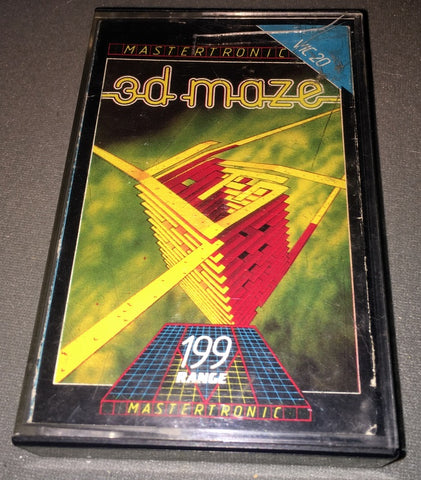 MASTERTRONIC
VIC 20
3d maze
199
RANGE
MASTERTRONIC